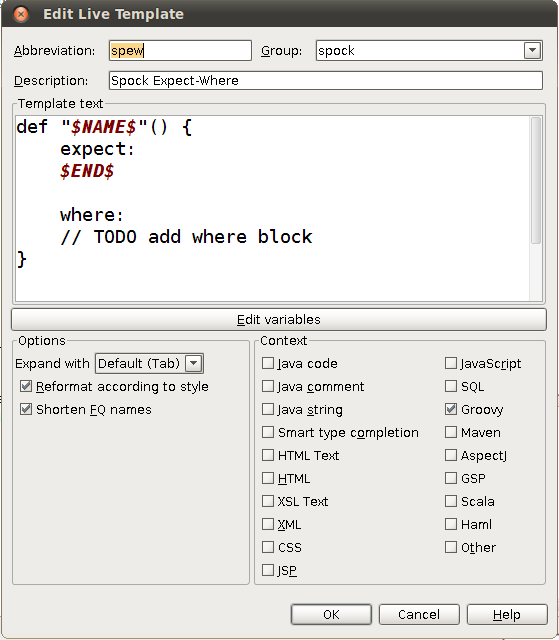 Edit Live Template
Abbreviation: spew Group: spock
Description: Spock Expect-Where
Template text
def "$NAME$"() {
    expect:
    $END$
    where:
    // TODO add where block
}
Edit variables
Options
Expand with Default (Tab)
Reformat according to style
Shorten FQ names
Context
Java code
Java comment
Java string
Smart type completion
HTML Text
HTML
XSL Text
XML
CSS
JSP
JavaScript
SQL
Groovy
Maven
AspectJ
GSP
Scala
Haml
Other
OK Cancel Help